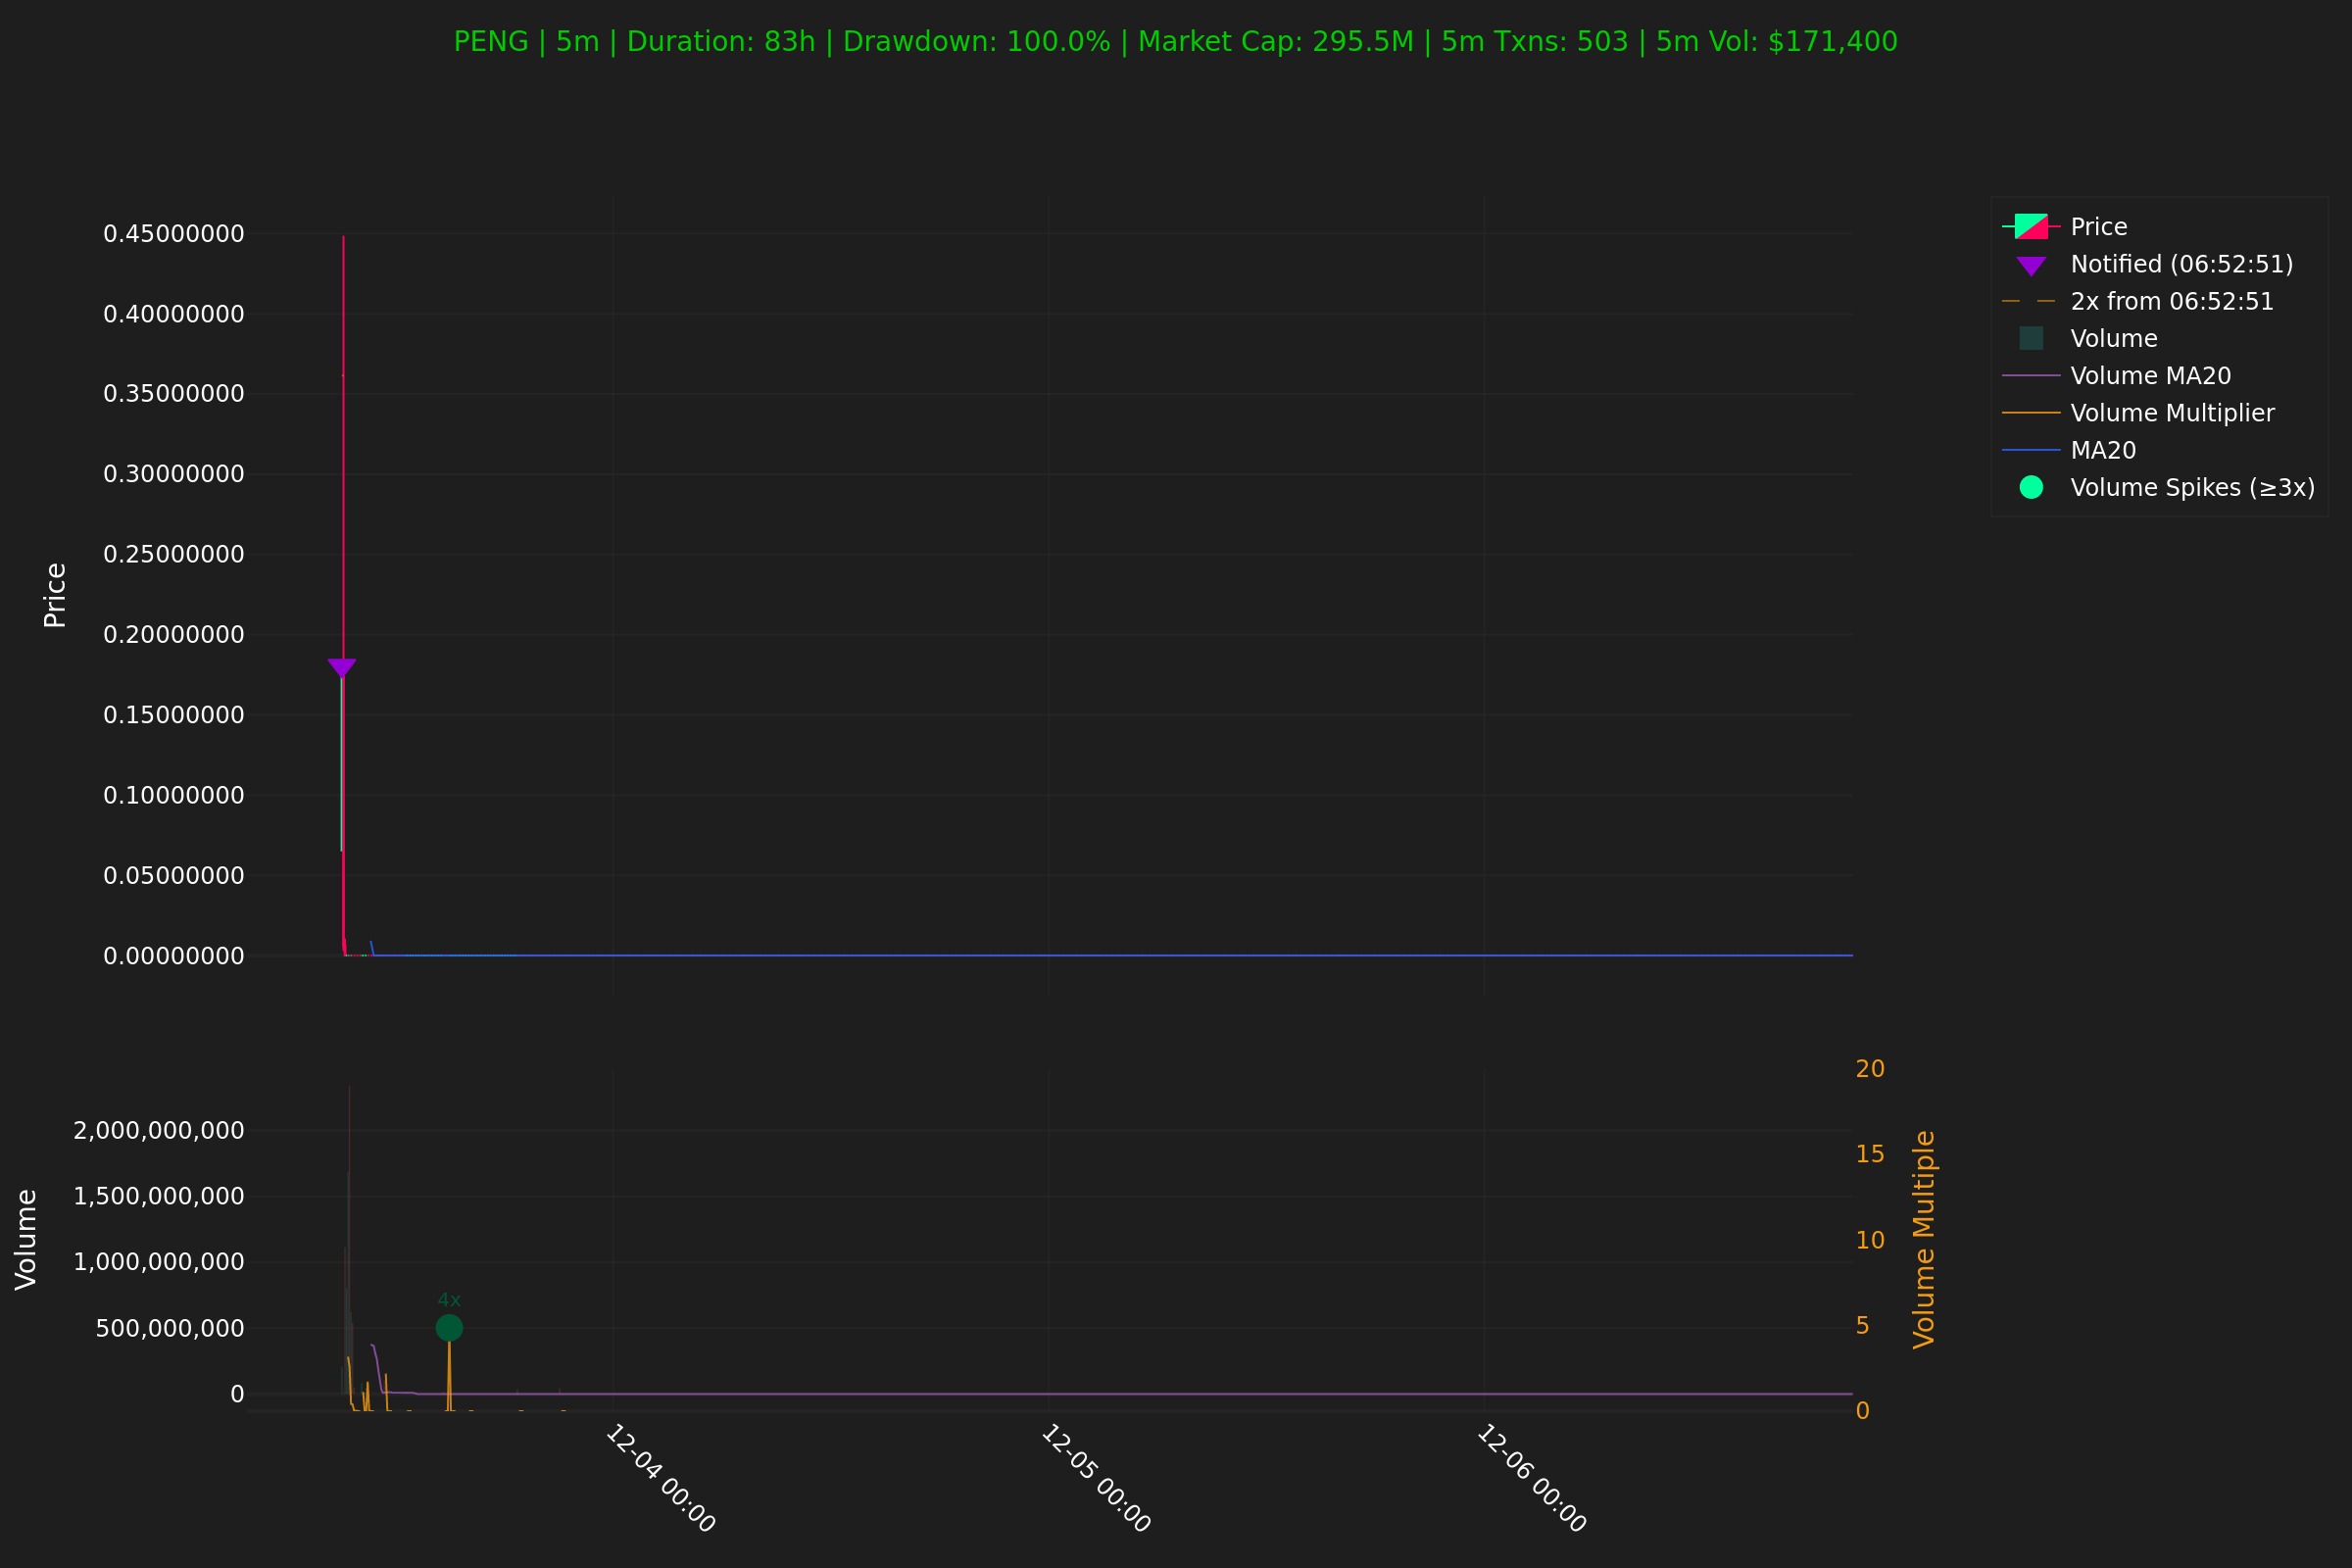 PENG | 5m | Duration: 83h | Drawdown: 100.0% | Market Cap: 295.5M | 5m Txns: 503 | 5m Vol: $171,400
Price
0.45000000
0.40000000
0.35000000
0.30000000
0.25000000
0.20000000
0.15000000
0.10000000
0.05000000
0.00000000
Price
Notified (06:52:51)
2x from 06:52:51
Volume
Volume MA20
Volume Multiplier
MA20
Volume Spikes (≥3x)
Volume
2,000,000,000
1,500,000,000
1,000,000,000
500,000,000
0
4x
20
15
10
5
0
Volume Multiple
12-04 00:00
12-05 00:00
12-06 00:00